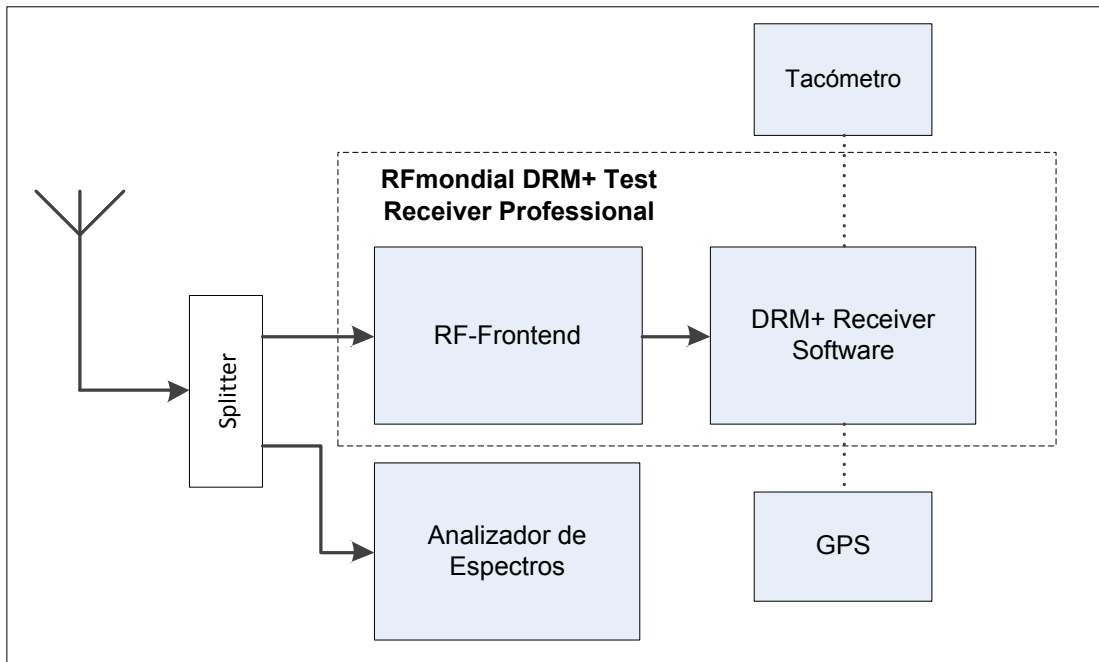 Tacómetro
RFmondial DRM+ Test
Receiver Professional
Splitter
RF-Frontend
DRM+ Receiver
Software
Analizador de
Espectros
GPS